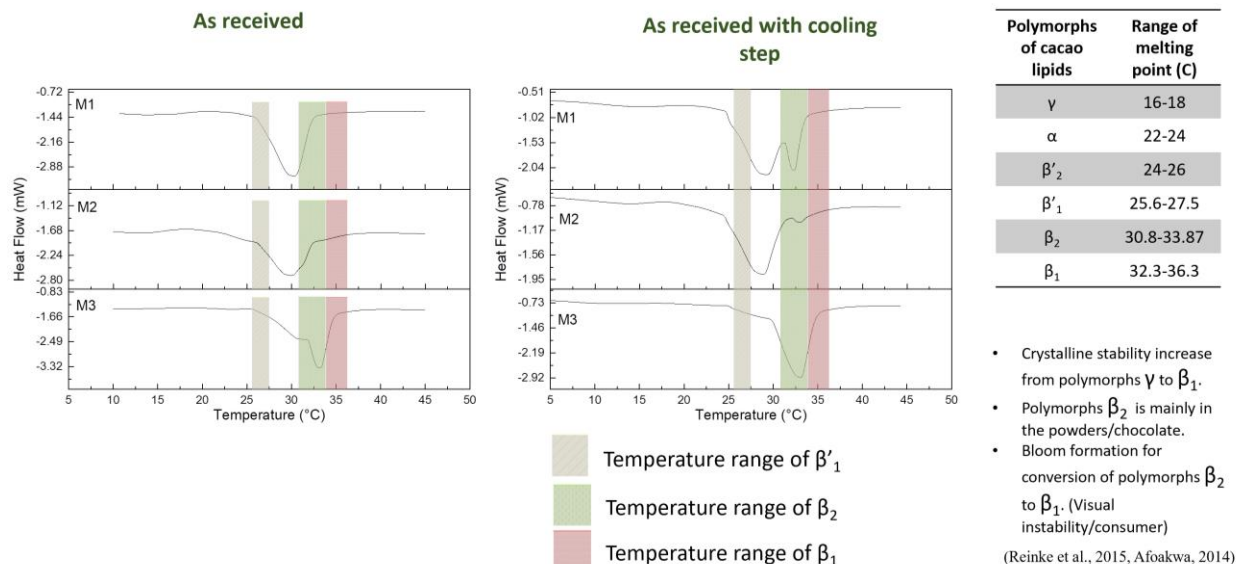 As received
As received with cooling
step
-0.72
-1.44
-2.16
-2.88
M1
-1.12
-1.68
-2.24
-2.80
M2
-0.83
-1.66
-2.49
-3.32
M3
Heat Flow (mW)
5 10 15 20 25 30 35 40 45 50
Temperature (°C)
-0.51
-1.02
-1.53
-2.04
M1
-0.78
-1.17
-1.56
-1.95
M2
-0.73
-1.46
-2.19
-2.92
M3
Heat Flow (mW)
5 10 15 20 25 30 35 40 45 50
Temperature (°C)
Temperature range of β'₁
Temperature range of β₂
Temperature range of β₁
Polymorphs Range of
of cacao melting
lipids point (C)
γ 16-18
α 22-24
β'₂ 24-26
β'₁ 25.6-27.5
β₂ 30.8-33.87
β₁ 32.3-36.3
• Crystalline stability increase
from polymorphs γ to β₁.
• Polymorphs β₂ is mainly in
the powders/chocolate.
• Bloom formation for
conversion of polymorphs β₂
to β₁. (Visual
instability/consumer)
(Reinke et al., 2015, Afoakwa, 2014)